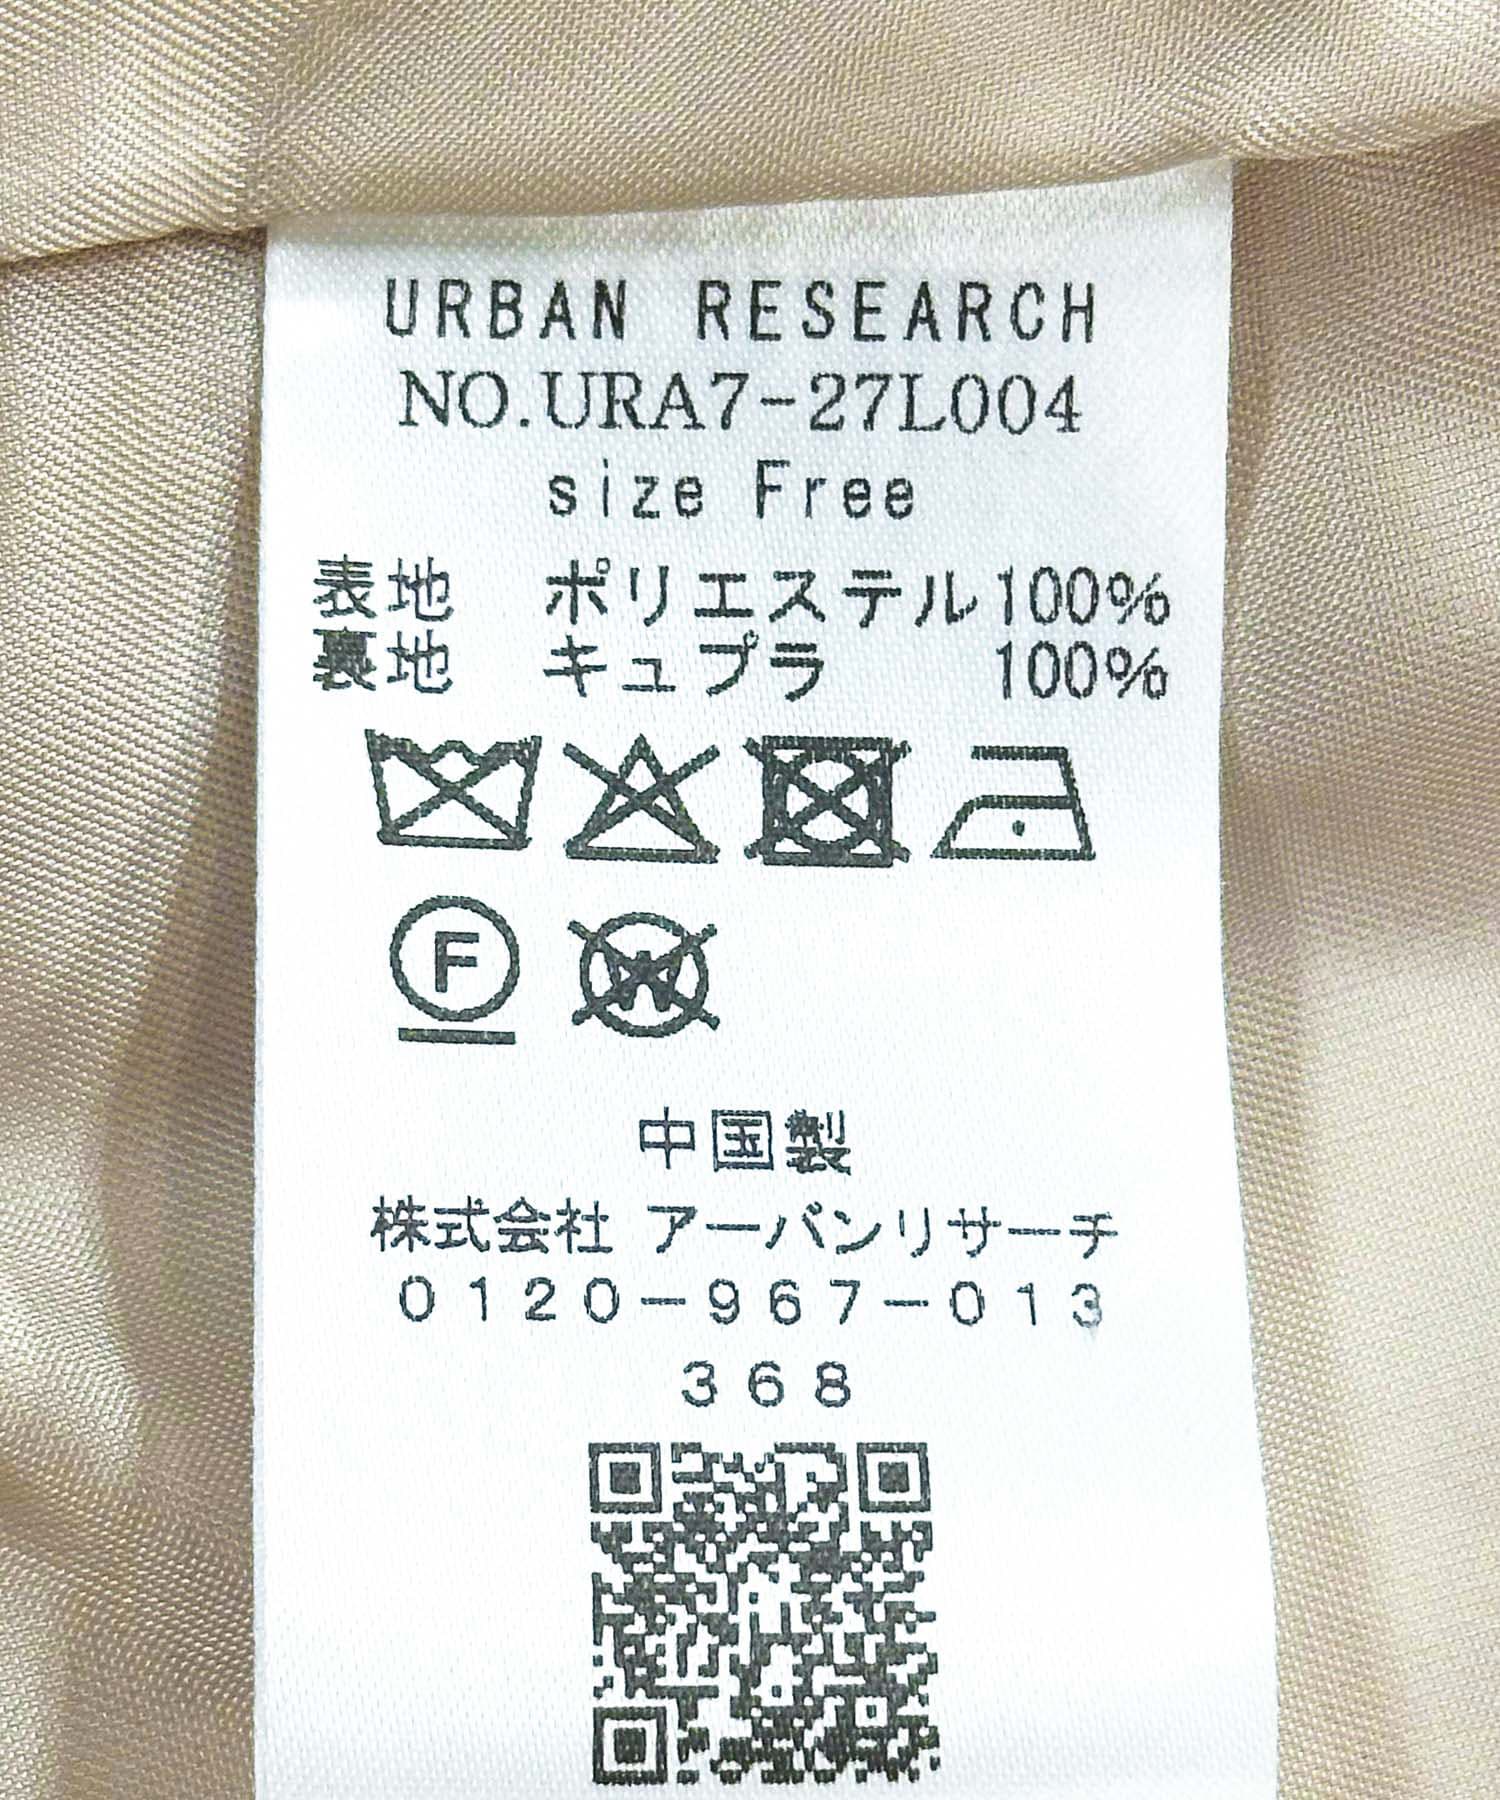 URBAN RESEARCH
NO.URA7-27L004
size Free
表地 ポリエステル100%
裏地 キュプラ 100%
F
W
中国製
株式会社 アーバンリサーチ
0120-967-013
368